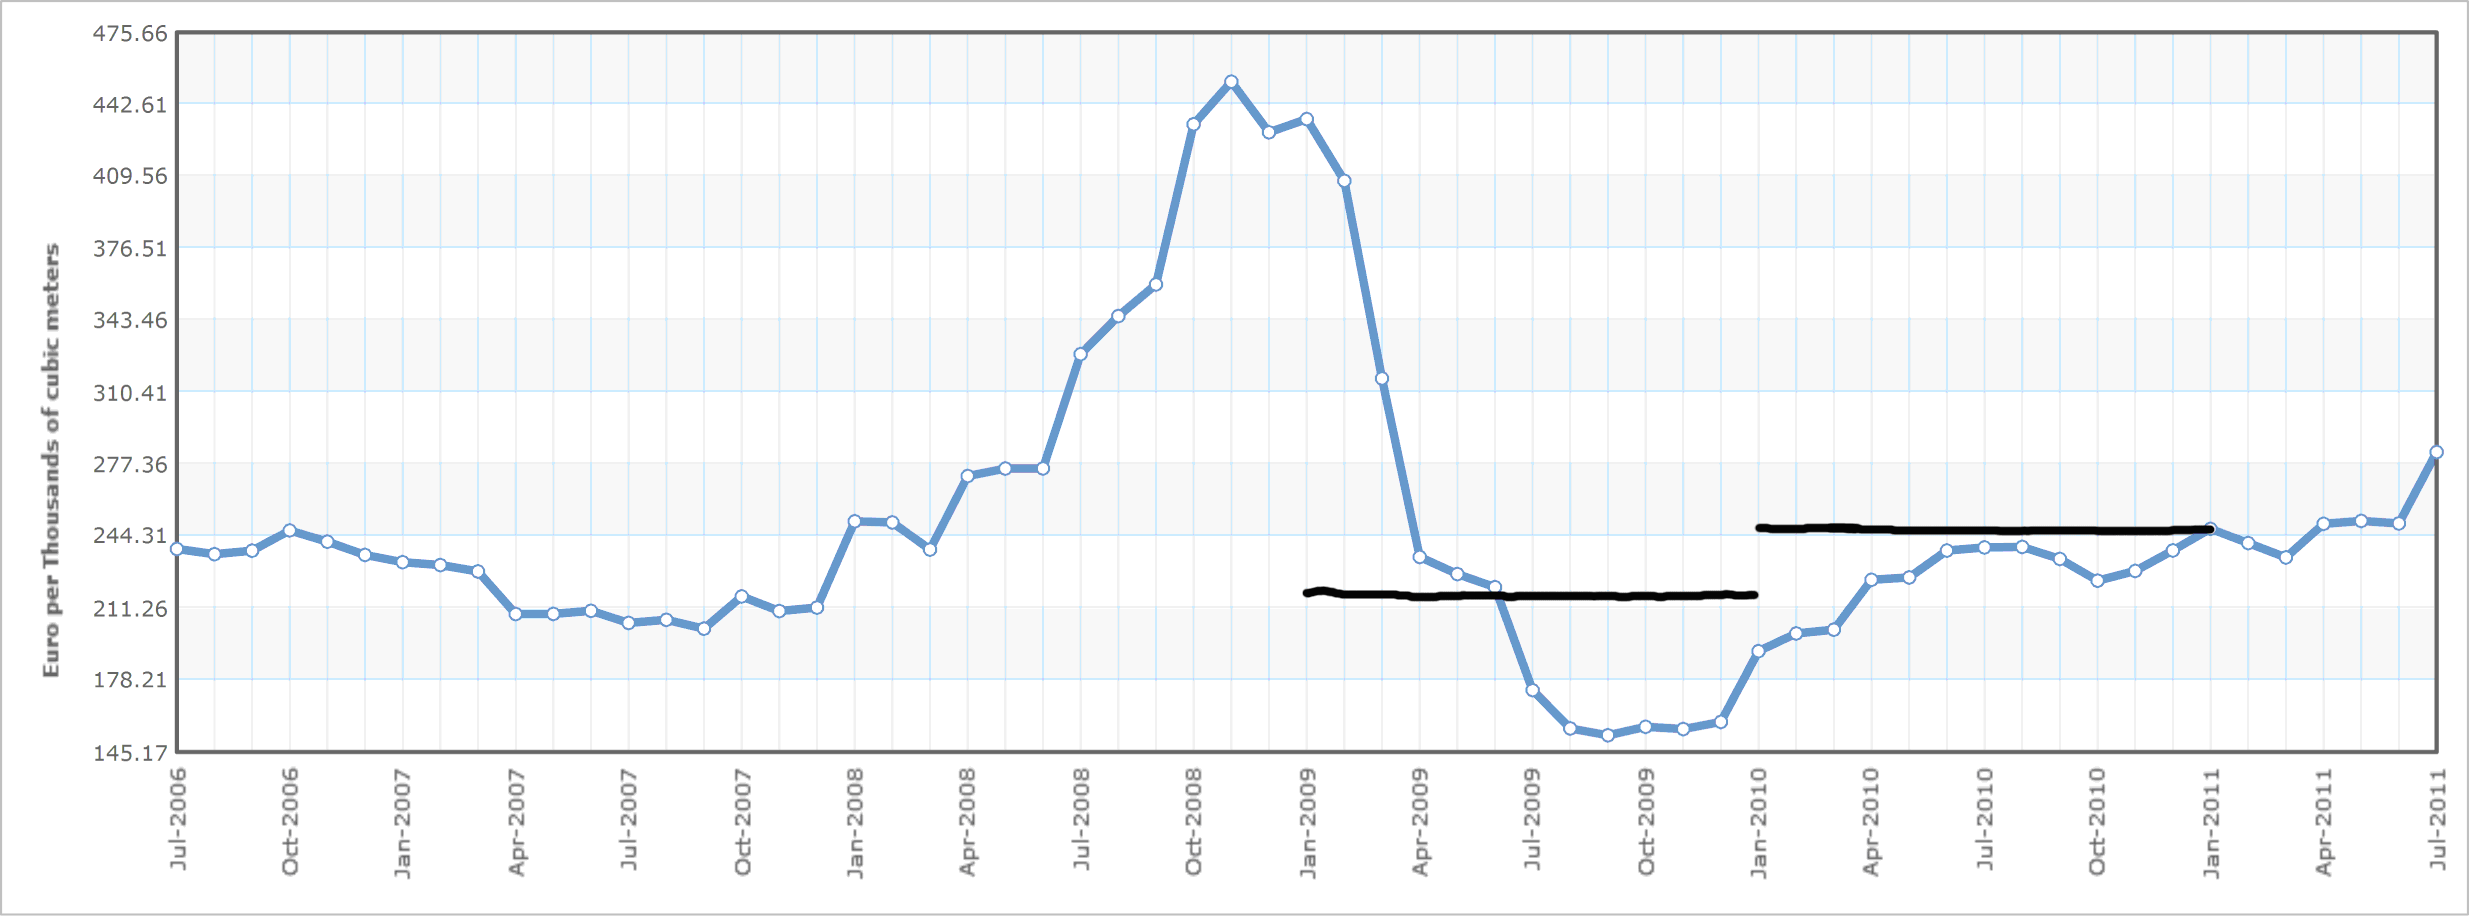 475.66
442.61
409.56
376.51
343.46
310.41
277.36
244.31
211.26
178.21
145.17
Euro per Thousands of cubic meters
Jul-2006
Oct-2006
Jan-2007
Apr-2007
Jul-2007
Oct-2007
Jan-2008
Apr-2008
Jul-2008
Oct-2008
Jan-2009
Apr-2009
Jul-2009
Oct-2009
Jan-2010
Apr-2010
Jul-2010
Oct-2010
Jan-2011
Apr-2011
Jul-2011